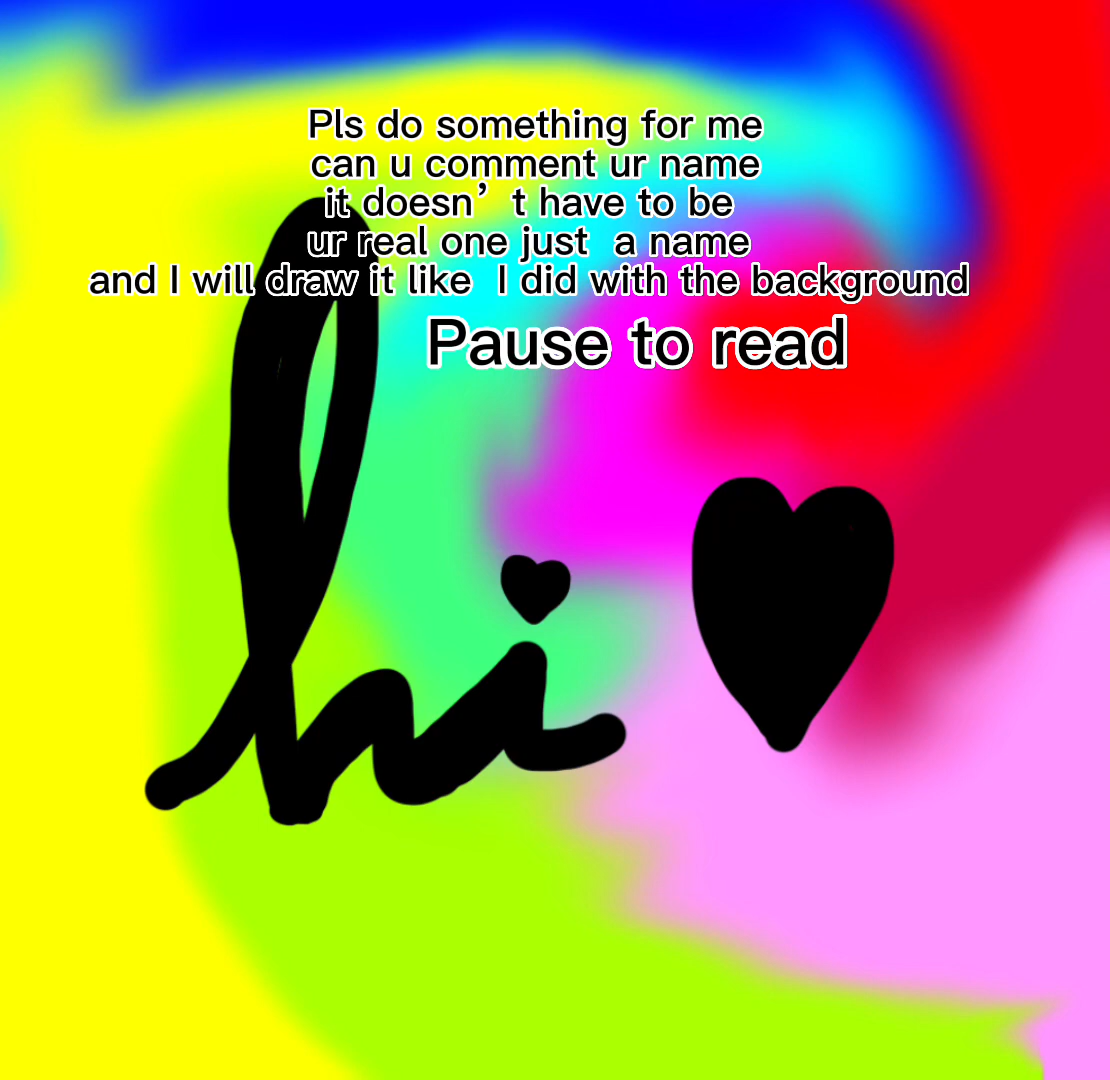 Pls do something for me
can u comment ur name
it doesn’t have to be
ur real one just  a name
and I will draw it like  I did with the background
Pause to read
hi